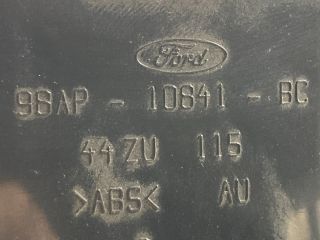 Ford
98AP - 10841 - BC
44ZU 115
>ABS< AU